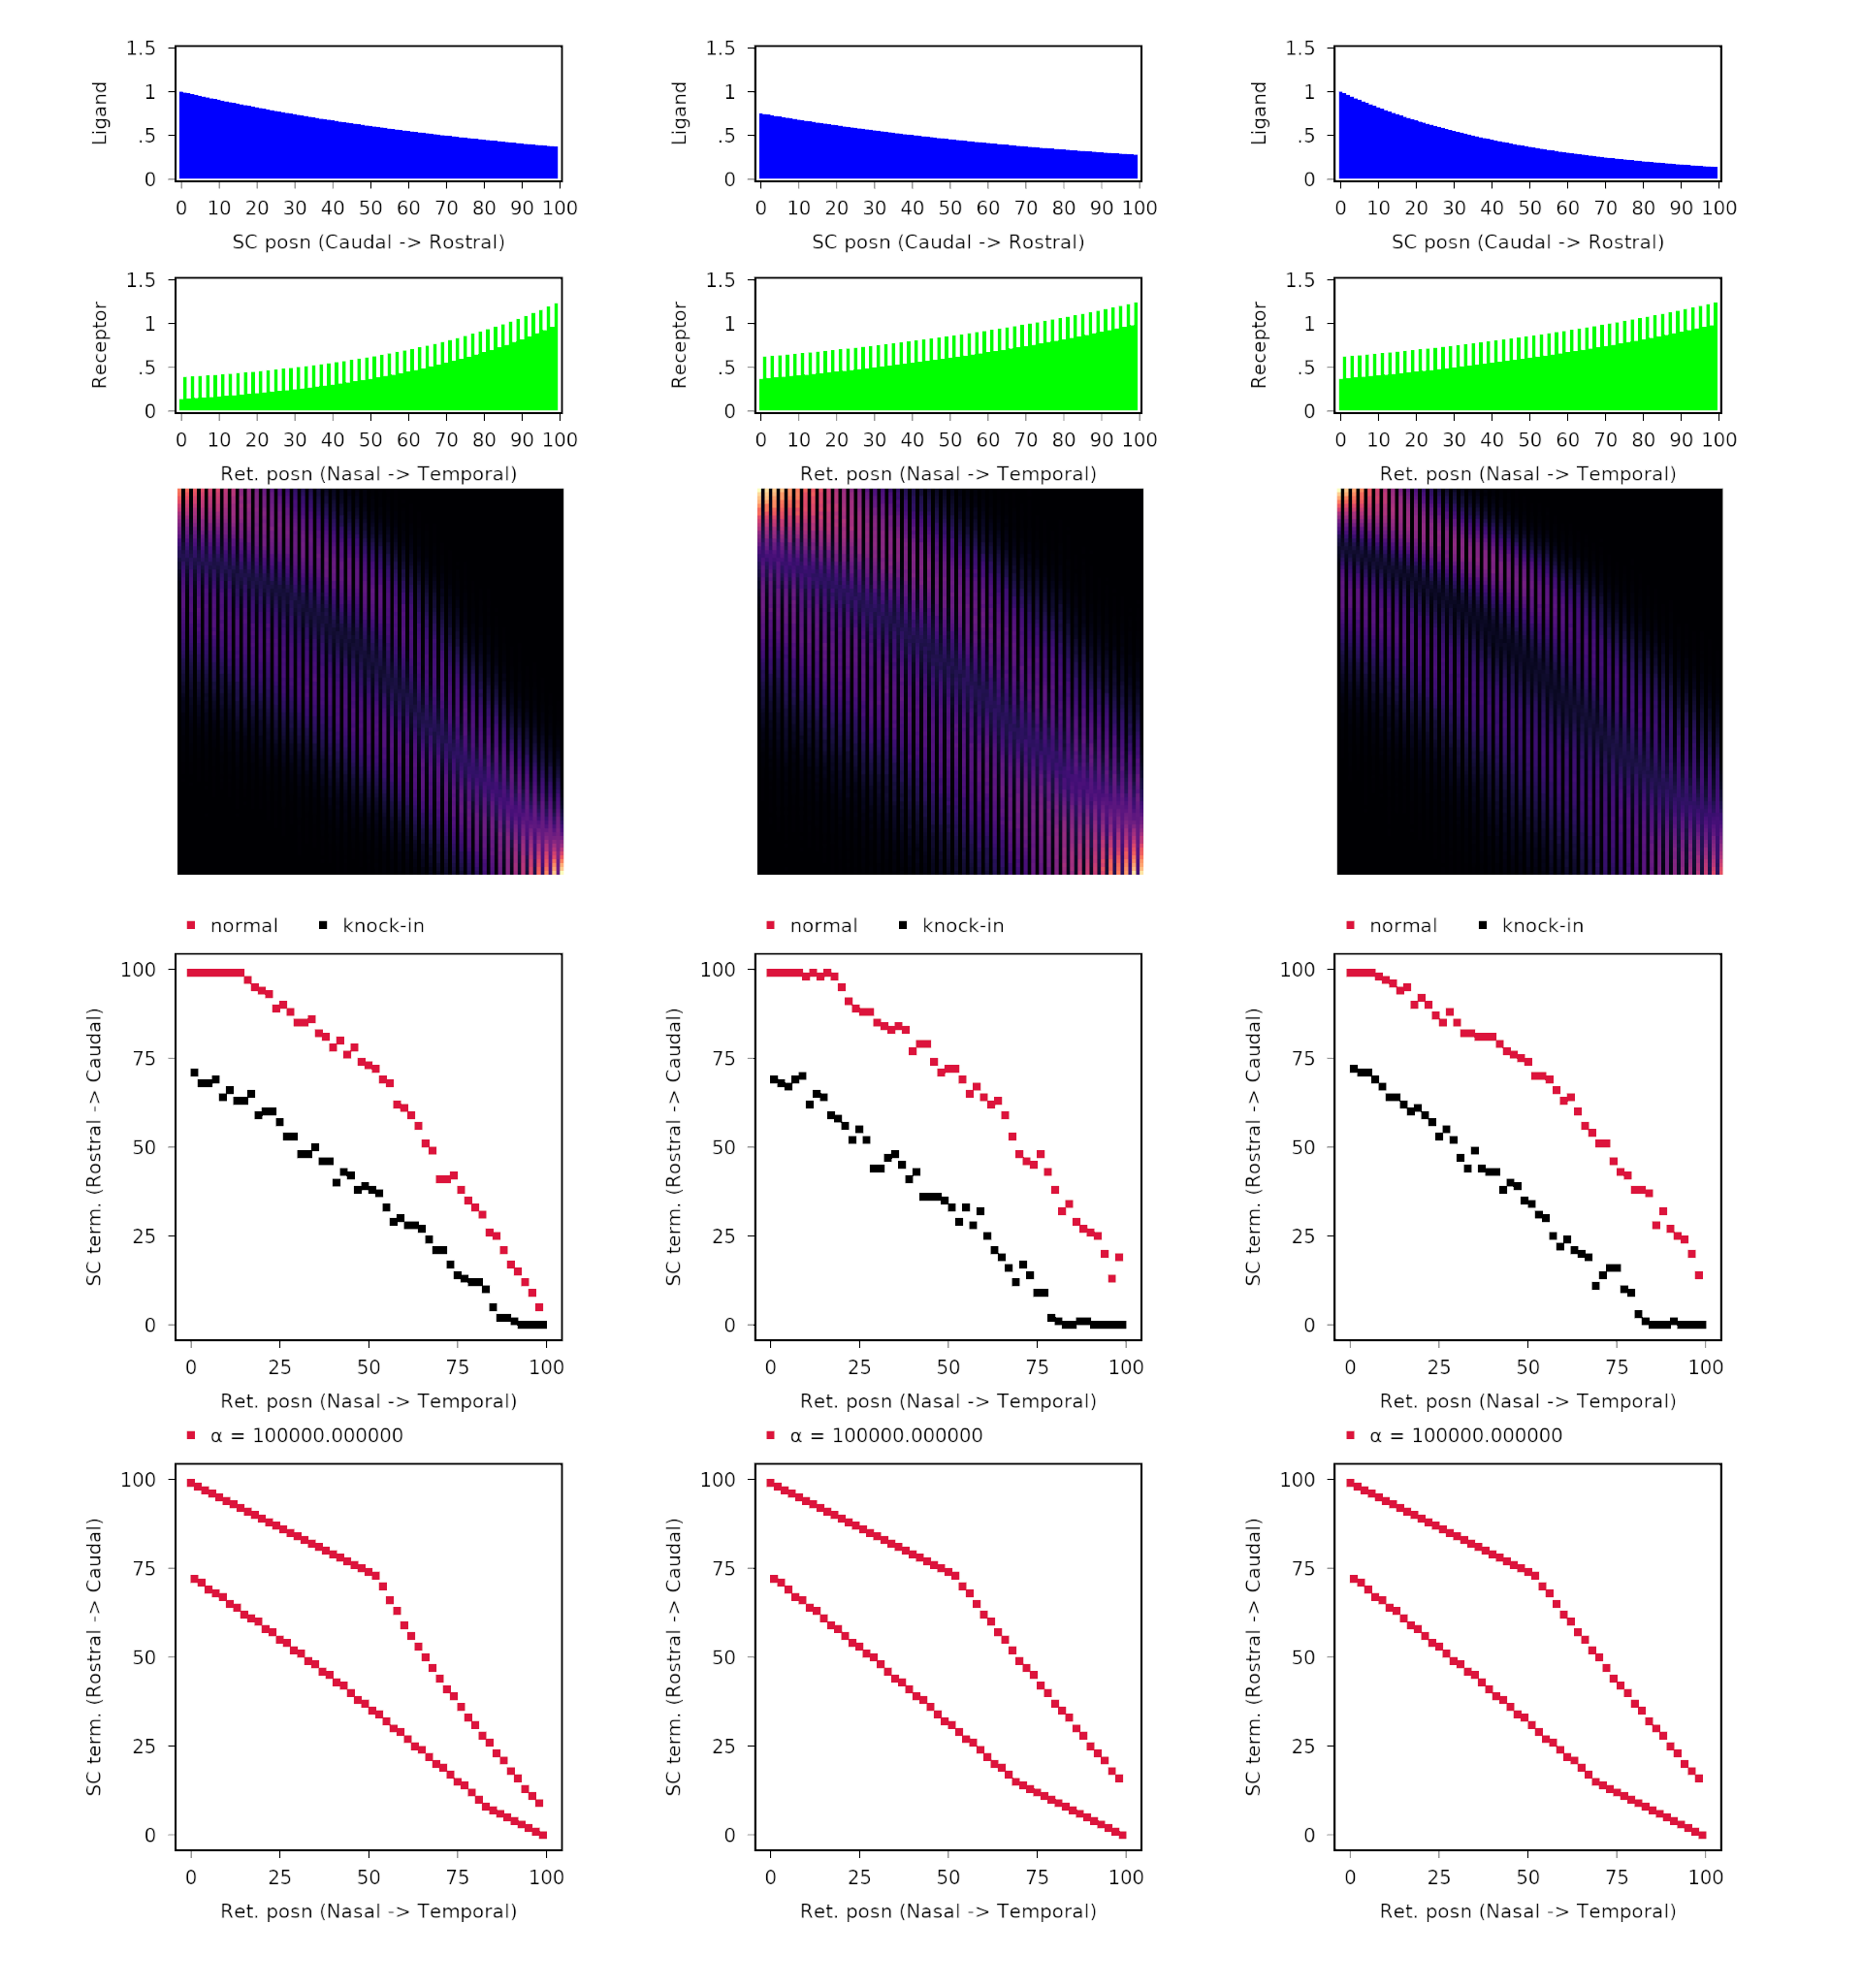 1.5 1.5 1.5
Ligand Ligand Ligand
1 1 1
.5 .5 .5
0 0 0
0 10 20 30 40 50 60 70 80 90 100 0 10 20 30 40 50 60 70 80 90 100 0 10 20 30 40 50 60 70 80 90 100
SC posn (Caudal -> Rostral) SC posn (Caudal -> Rostral) SC posn (Caudal -> Rostral)
1.5 1.5 1.5
Receptor Receptor Receptor
1 1 1
.5 .5 .5
0 0 0
0 10 20 30 40 50 60 70 80 90 100 0 10 20 30 40 50 60 70 80 90 100 0 10 20 30 40 50 60 70 80 90 100
Ret. posn (Nasal -> Temporal) Ret. posn (Nasal -> Temporal) Ret. posn (Nasal -> Temporal)
normal knock-in normal knock-in normal knock-in
SC term. (Rostral -> Caudal) SC term. (Rostral -> Caudal) SC term. (Rostral -> Caudal)
100 100 100
75 75 75
50 50 50
25 25 25
0 0 0
0 25 50 75 100 0 25 50 75 100 0 25 50 75 100
Ret. posn (Nasal -> Temporal) Ret. posn (Nasal -> Temporal) Ret. posn (Nasal -> Temporal)
α = 100000.000000 α = 100000.000000 α = 100000.000000
SC term. (Rostral -> Caudal) SC term. (Rostral -> Caudal) SC term. (Rostral -> Caudal)
100 100 100
75 75 75
50 50 50
25 25 25
0 0 0
0 25 50 75 100 0 25 50 75 100 0 25 50 75 100
Ret. posn (Nasal -> Temporal) Ret. posn (Nasal -> Temporal) Ret. posn (Nasal -> Temporal)